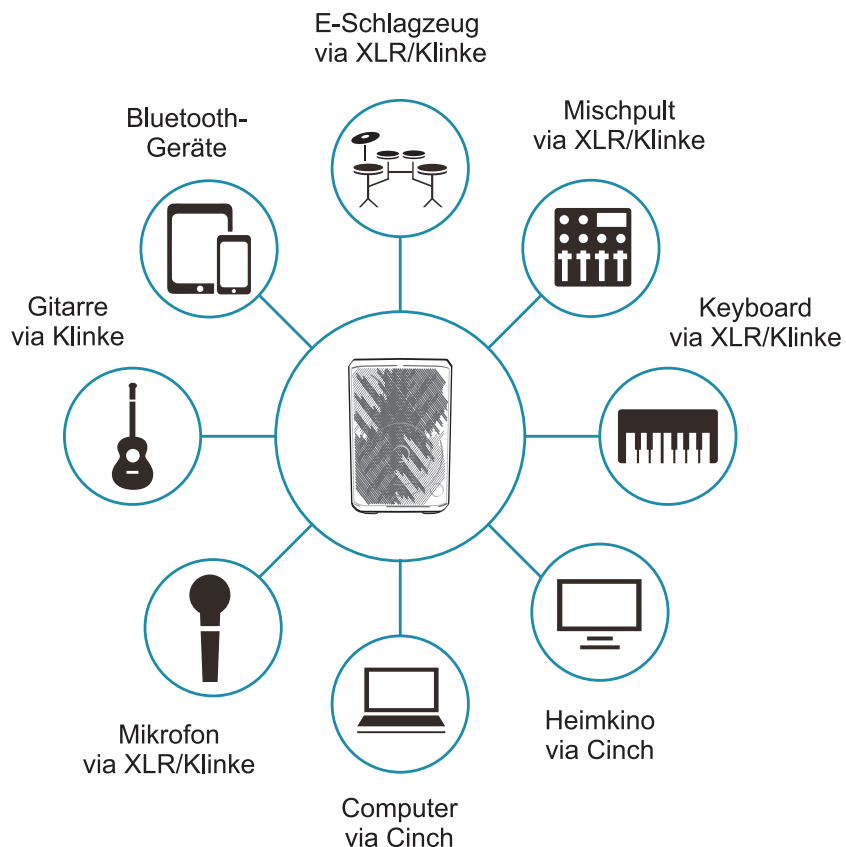 E-Schlagzeug
via XLR/Klinke
Bluetooth-
Geräte
Mischpult
via XLR/Klinke
Gitarre
via Klinke
Keyboard
via XLR/Klinke
Mikrofon
via XLR/Klinke
Heimkino
via Cinch
Computer
via Cinch